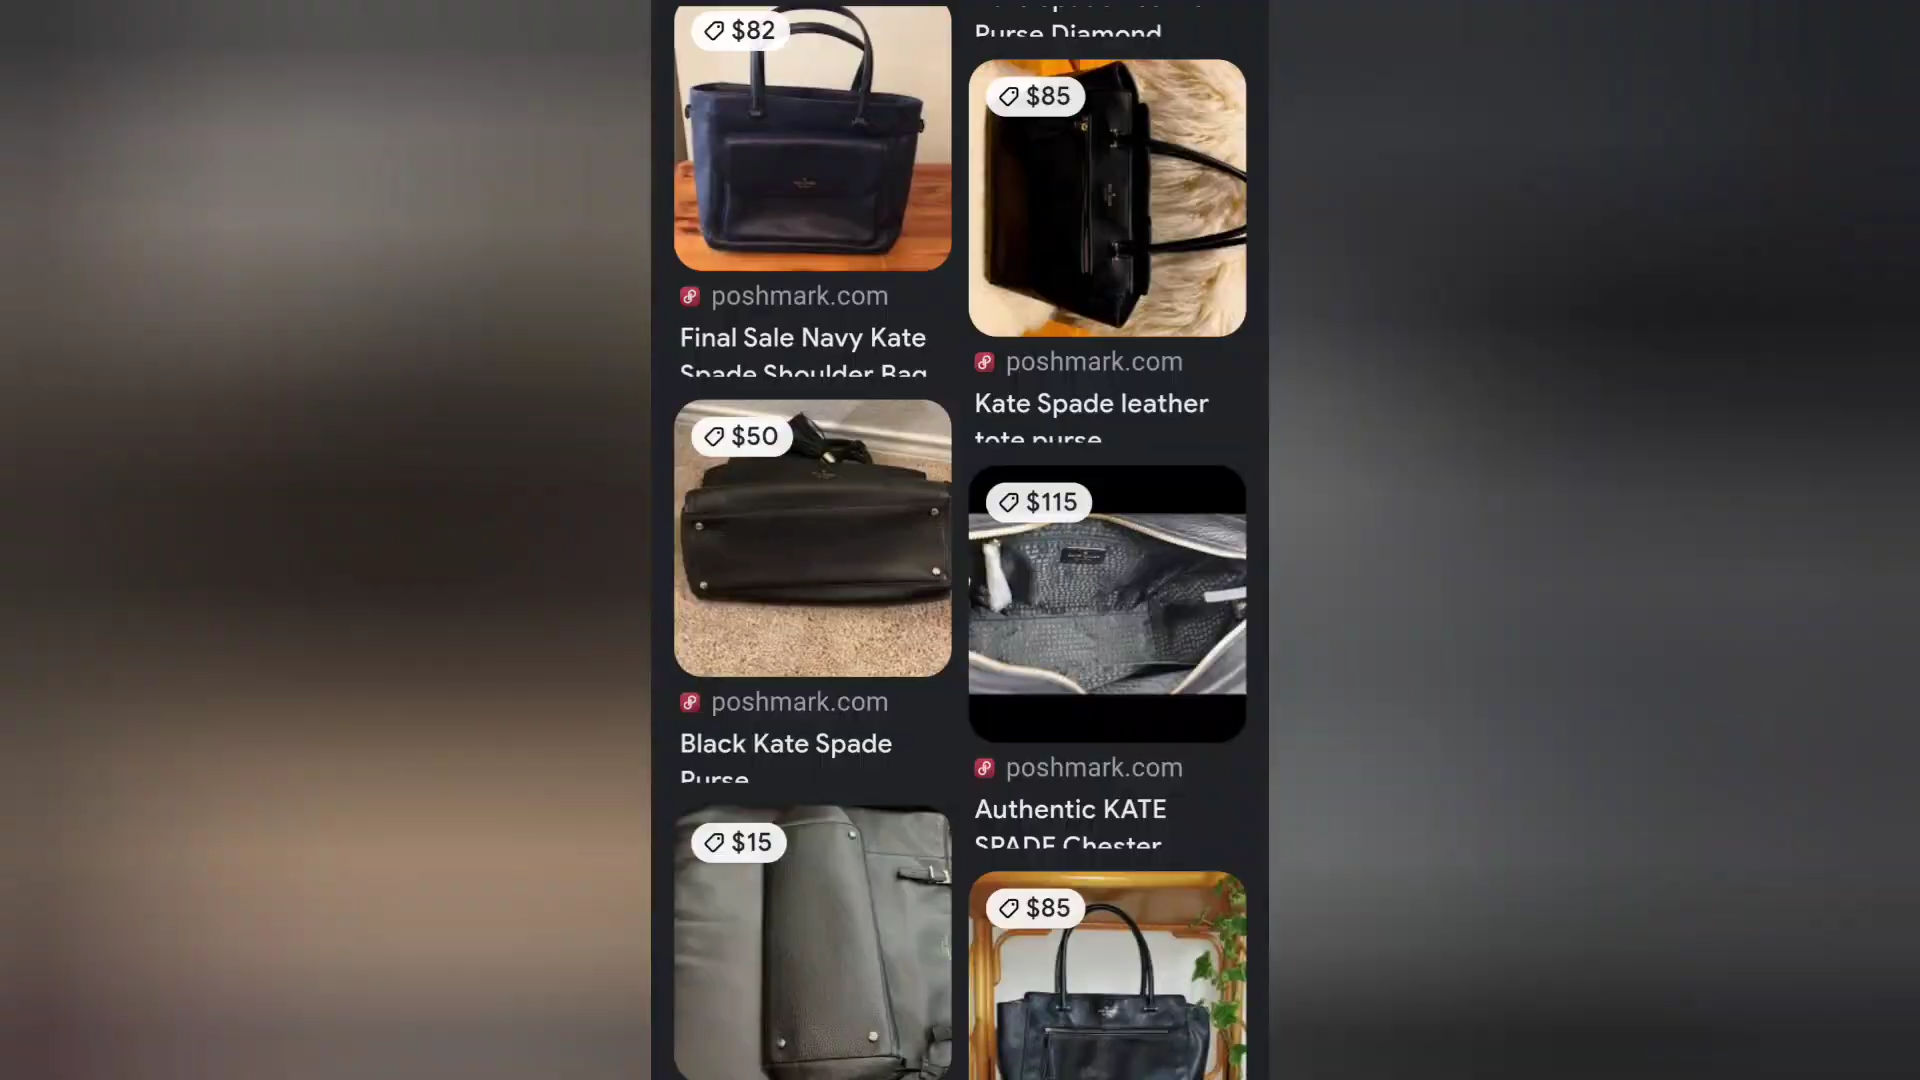 $82
poshmark.com
Final Sale Navy Kate
Spade Shoulder Bag
$50
poshmark.com
Black Kate Spade
Purse
$15
Purse Diamond
$85
poshmark.com
Kate Spade leather
tote purse
$115
poshmark.com
Authentic KATE
SPADE Chester
$85